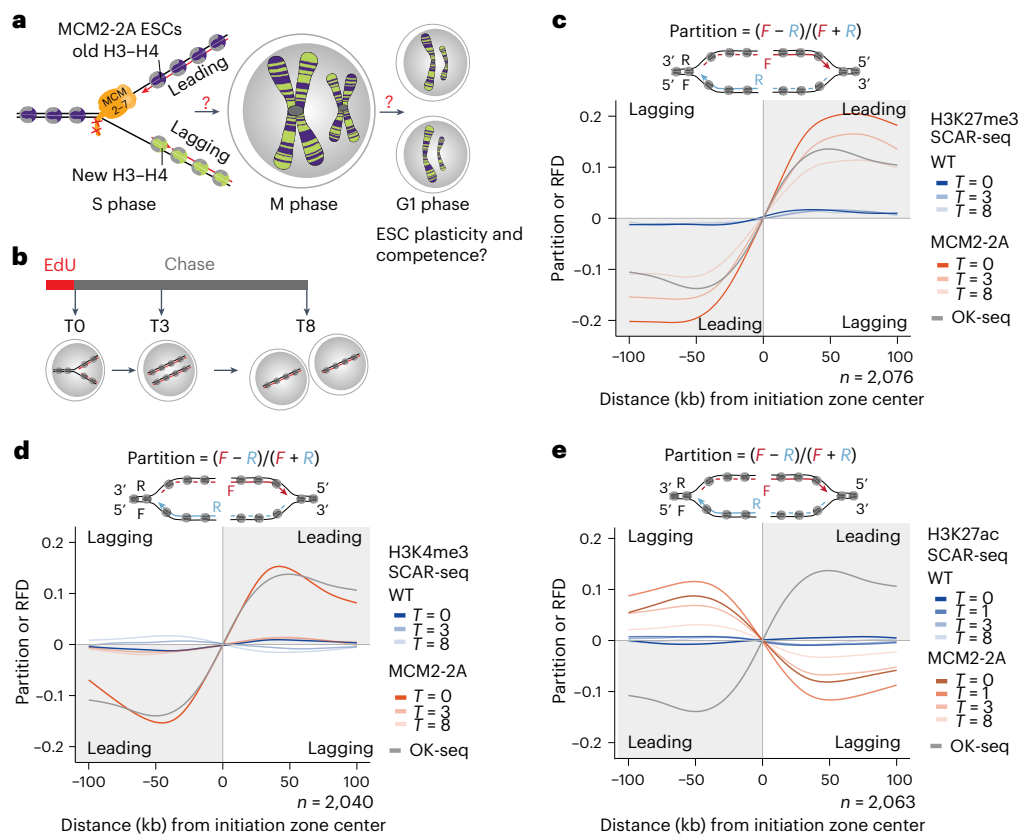 a
MCM2-2A ESCs
old H3–H4
Leading
MCM
2–7
Lagging
New H3–H4
S phase
?
M phase
?
G1 phase
ESC plasticity and
competence?
b
EdU
Chase
T0
T3
T8
c
Partition = (F − R)/(F + R)
3′ R
5′ F
F
R
5′
3′
Lagging
Leading
Leading
Lagging
Partition or RFD
0.2
0.1
0
−0.1
−0.2
−100
−50
0
50
100
n = 2,076
Distance (kb) from initiation zone center
H3K27me3
SCAR-seq
WT
T = 0
T = 3
T = 8
MCM2-2A
T = 0
T = 3
T = 8
OK-seq
d
Partition = (F − R)/(F + R)
3′ R
5′ F
F
R
5′
3′
Lagging
Leading
Leading
Lagging
Partition or RFD
0.2
0.1
0
−0.1
−0.2
−100
−50
0
50
100
n = 2,040
Distance (kb) from initiation zone center
H3K4me3
SCAR-seq
WT
T = 0
T = 3
T = 8
MCM2-2A
T = 0
T = 3
T = 8
OK-seq
e
Partition = (F − R)/(F + R)
3′ R
5′ F
F
R
5′
3′
Lagging
Leading
Leading
Lagging
Partition or RFD
0.2
0.1
0
−0.1
−0.2
−100
−50
0
50
100
n = 2,063
Distance (kb) from initiation zone center
H3K27ac
SCAR-seq
WT
T = 0
T = 1
T = 3
T = 8
MCM2-2A
T = 0
T = 1
T = 3
T = 8
OK-seq